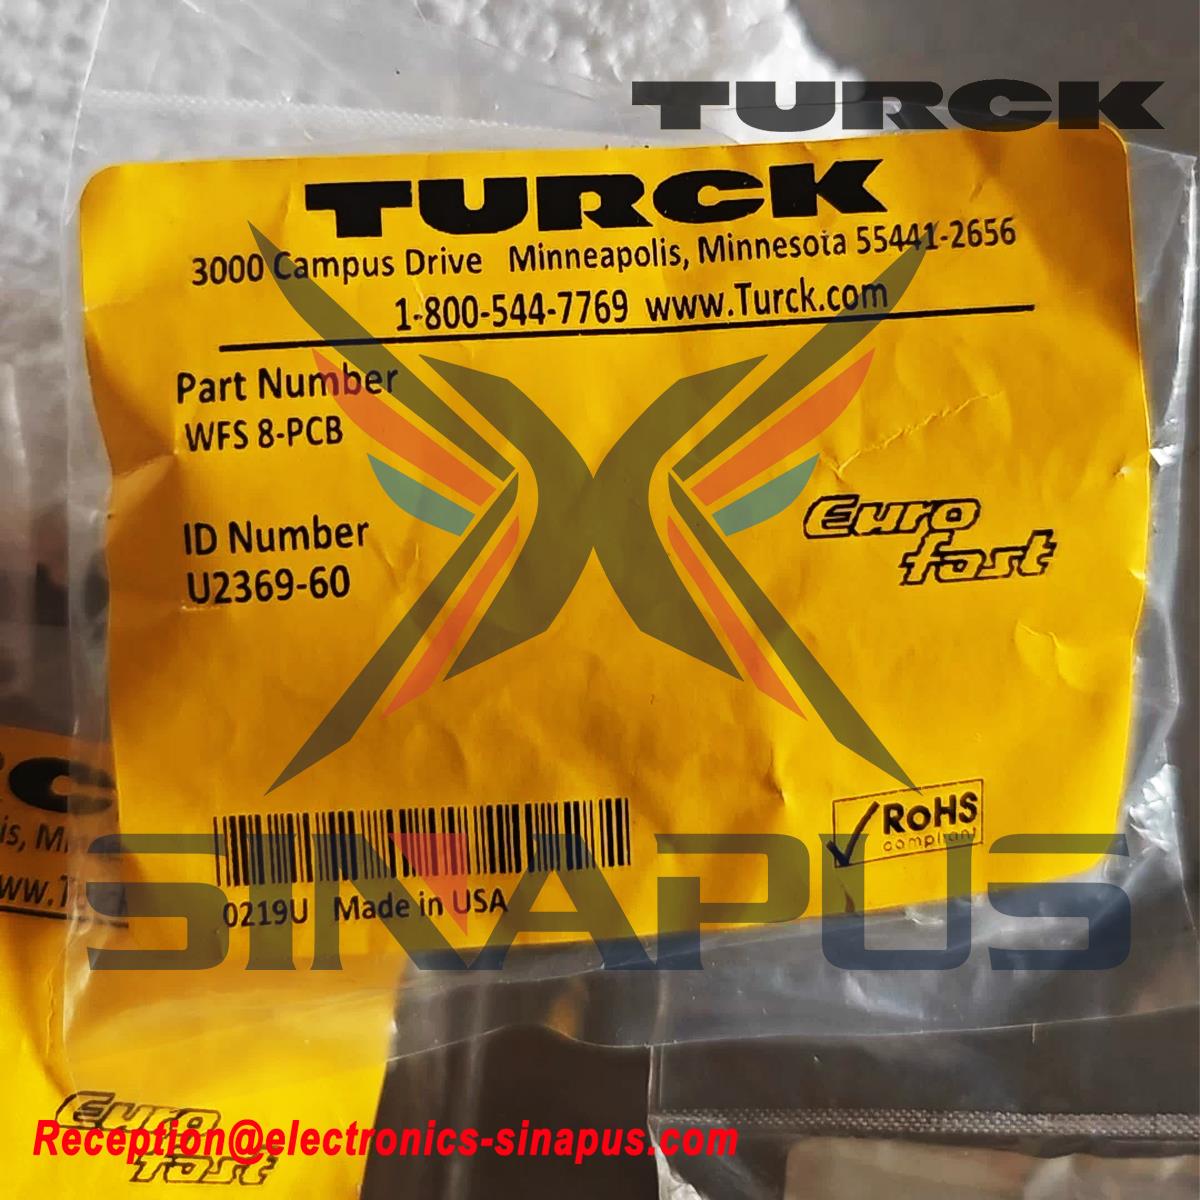 TURCK
TURCK
3000 Campus Drive Minneapolis, Minnesota 55441-2656
1-800-544-7769 www.Turck.com
Part Number
WFS 8-PCB
ID Number
U2369-60
Euro
fast
RoHS
compliant
0219U Made in USA
SINAPUS
Euro
fast
Reception@electronics-sinapus.com